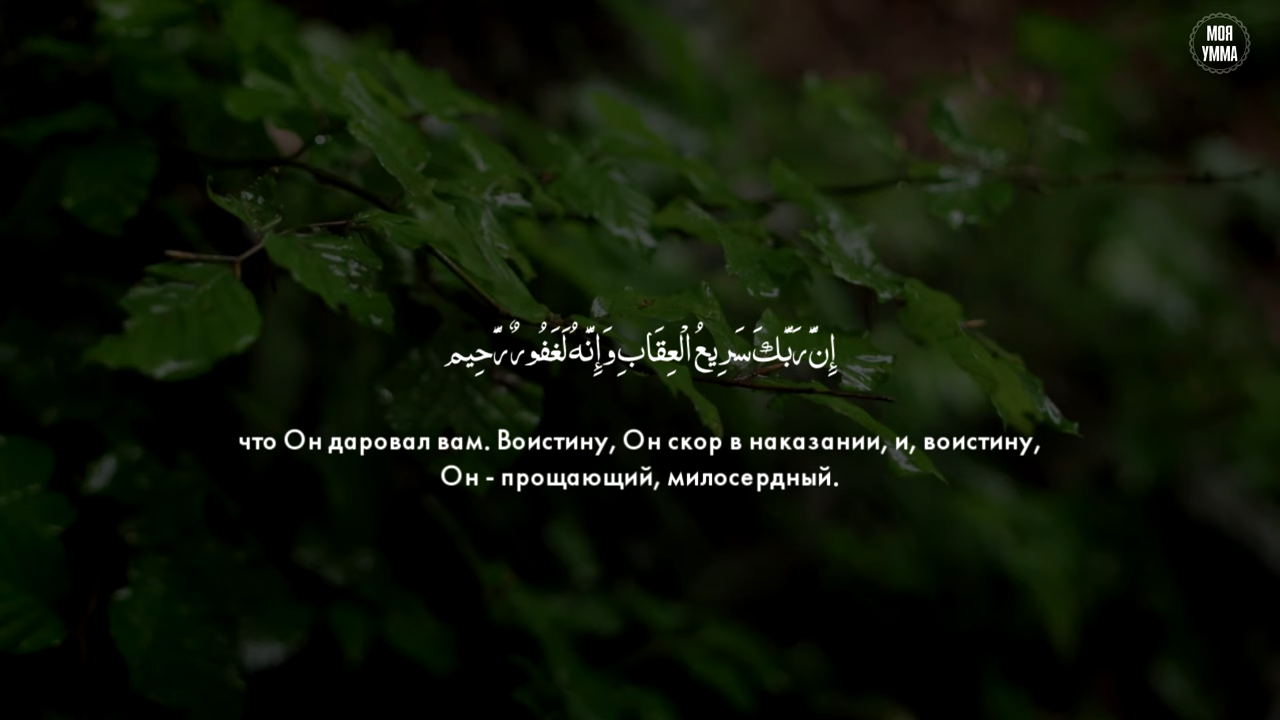 МОЯ
УММА
إِنَّ رَبَّكَ سَرِيعُ الْعِقَابِ وَإِنَّهُ لَغَفُورٌ رَّحِيم
что Он даровал вам. Воистину, Он скор в наказании, и, воистину,
Он - прощающий, милосердный.